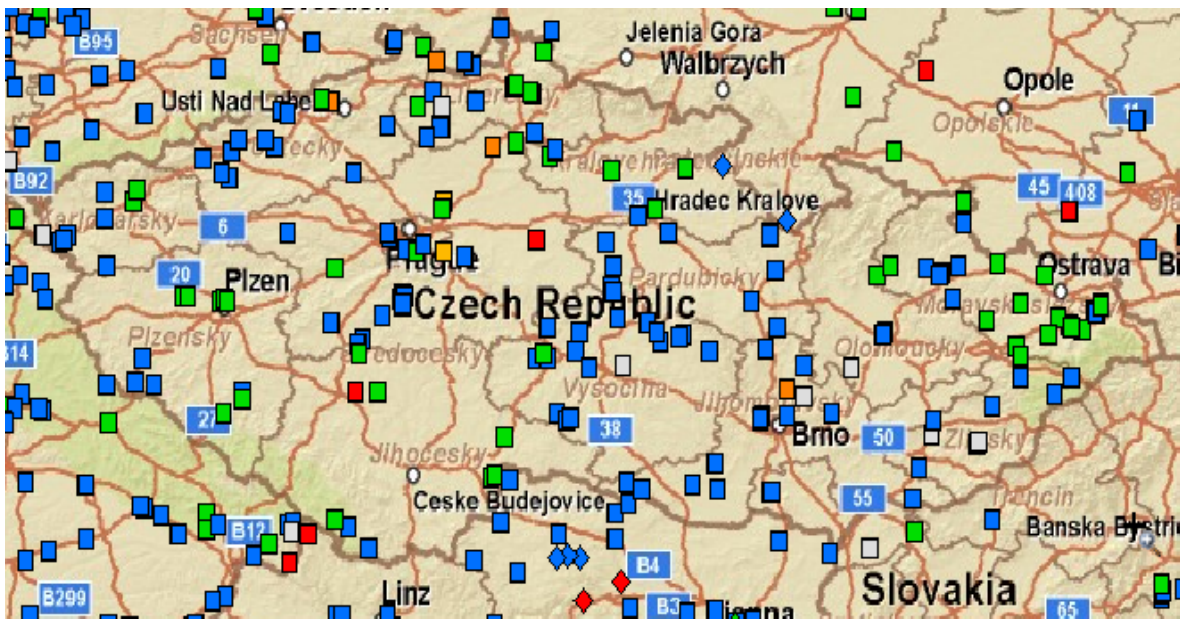 B95
Sachsen
Jelenia Gora
Walbrzych
Opole
Usti Nad Labe
11
Opolskie
B92
35
Hradec Kralove
45
408
Karlovarsky
6
Prague
20
Plzen
Pardubicky
Ostrava
Czech Republic
Plzensky
Stredocesky
Olomoucky
Vysocina
Jihomoravsky
27
38
Brno
50
Zlinsky
Jihocesky
Ceske Budejovice
55
Trencin
B12
Banska Bystric
B4
B299
Linz
B3
Slovakia
65